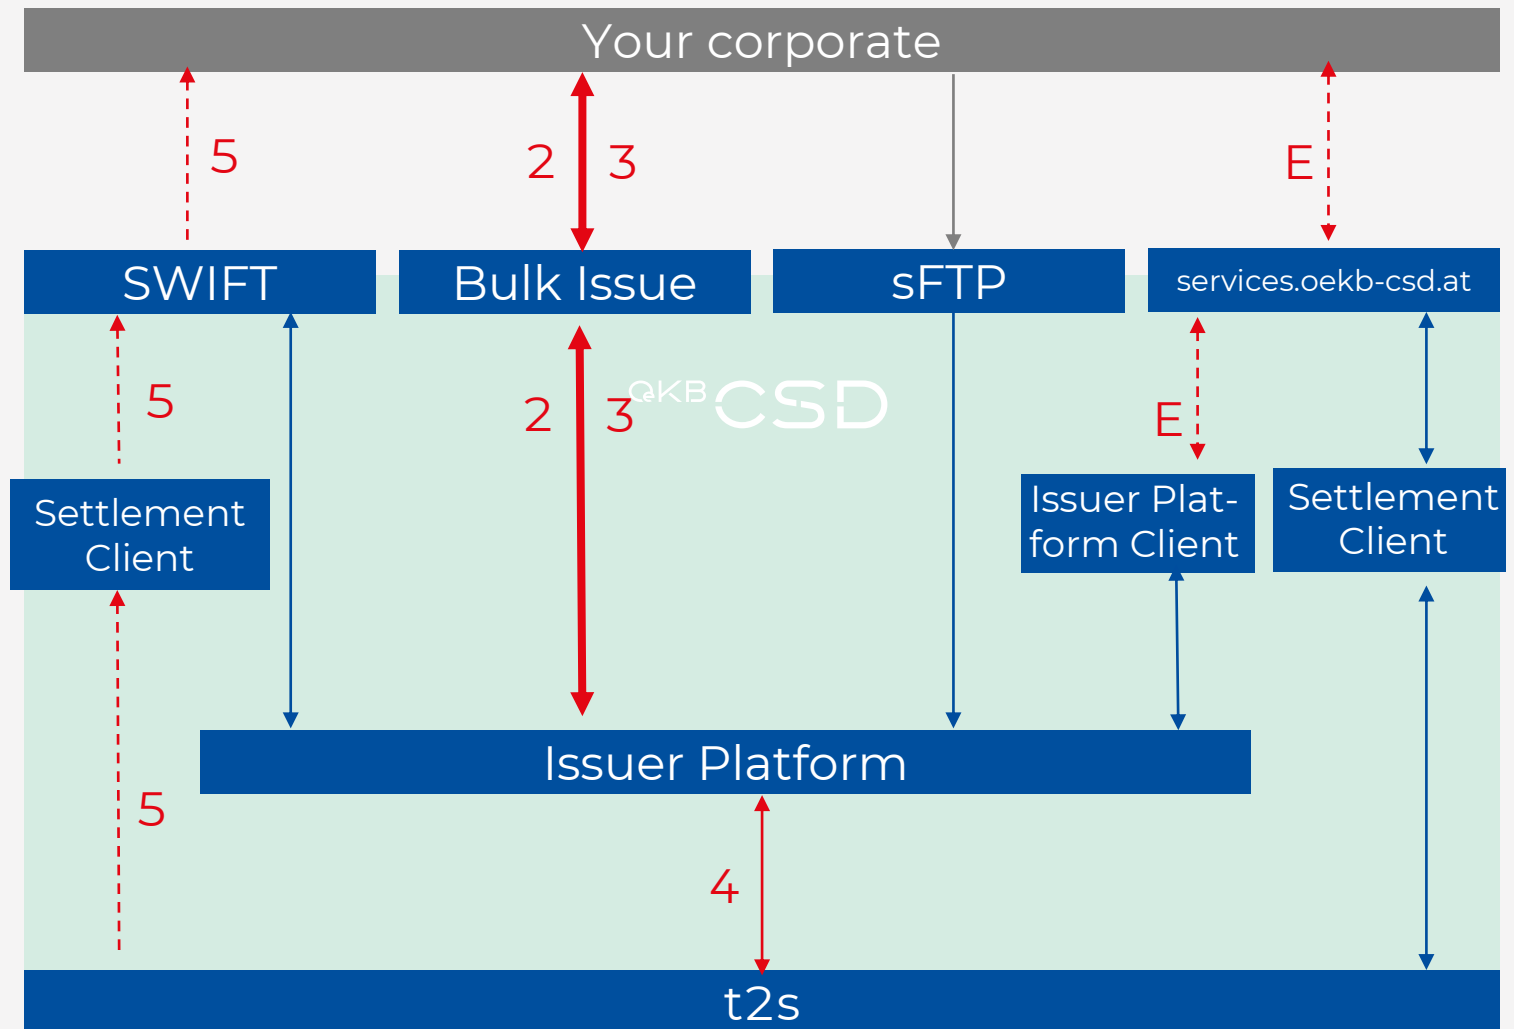 Your corporate
5
2
3
E
SWIFT
Bulk Issue
sFTP
services.oekb-csd.at
5
2
3
OeKB CSD
E
Settlement
Client
Issuer Plat-
form Client
Settlement
Client
Issuer Platform
5
4
t2s